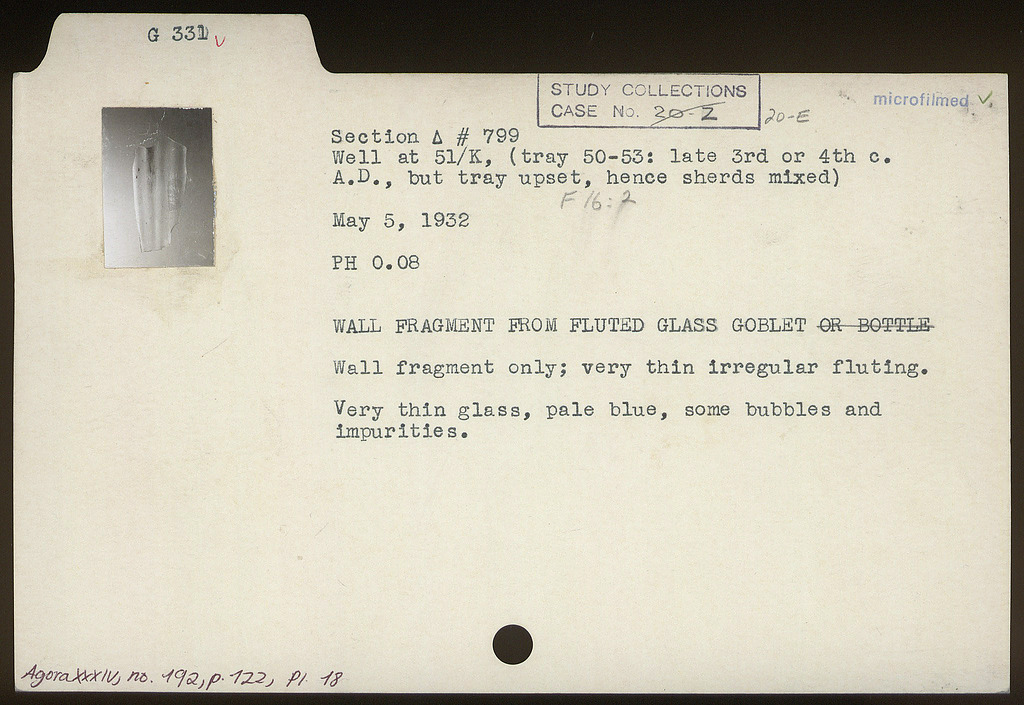 G 331 v
STUDY COLLECTIONS
CASE No. 20-Z 20-E
microfilmed ✓
Section Δ # 799
Well at 51/K, (tray 50-53: late 3rd or 4th c.
A.D., but tray upset, hence sherds mixed)
F 16:2
May 5, 1932
PH 0.08
WALL FRAGMENT FROM FLUTED GLASS GOBLET OR BOTTLE
Wall fragment only; very thin irregular fluting.
Very thin glass, pale blue, some bubbles and
impurities.
Agora XXXIV, no. 192, p. 122, Pl. 18